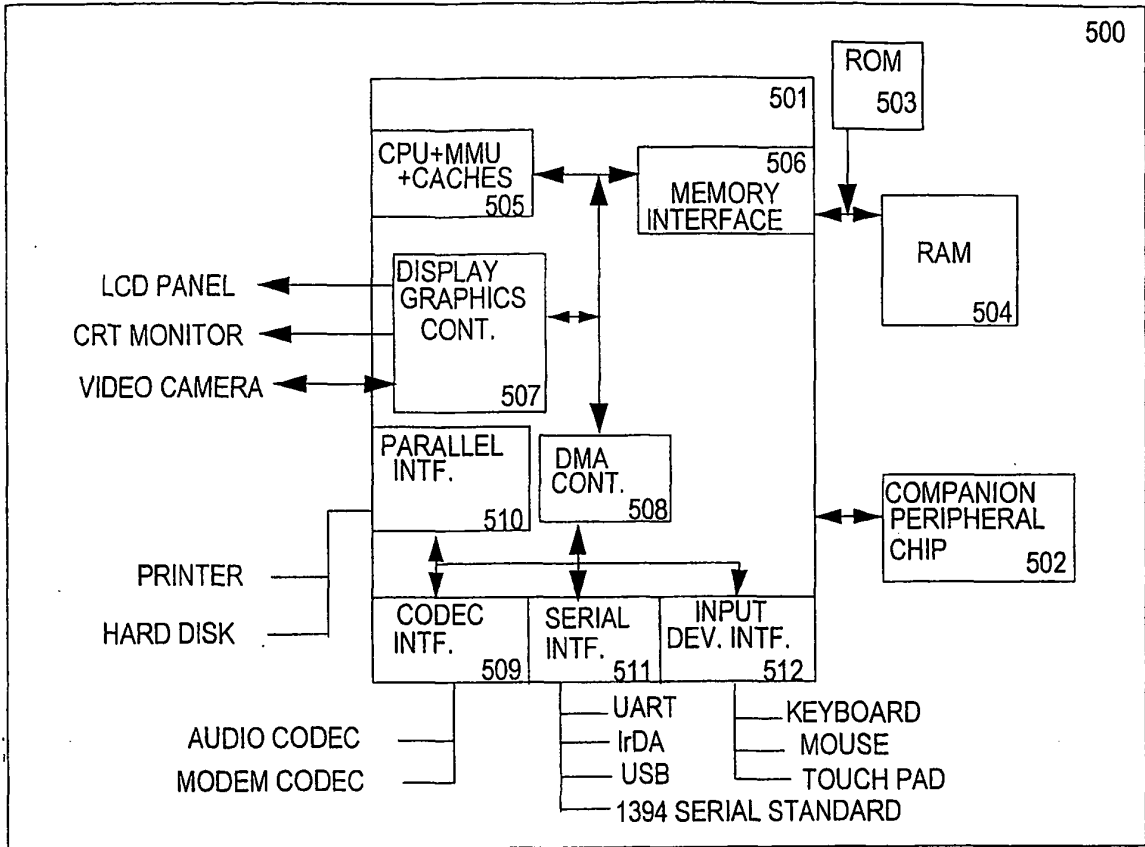 500
501
ROM
503
CPU+MMU
+CACHES
505
506
MEMORY
INTERFACE
RAM
504
DISPLAY
GRAPHICS
CONT.
507
LCD PANEL
CRT MONITOR
VIDEO CAMERA
PARALLEL
INTF.
510
DMA
CONT.
508
COMPANION
PERIPHERAL
CHIP
502
PRINTER
HARD DISK
CODEC
INTF.
509
SERIAL
INTF.
511
INPUT
DEV. INTF.
512
AUDIO CODEC
MODEM CODEC
UART
IrDA
USB
1394 SERIAL STANDARD
KEYBOARD
MOUSE
TOUCH PAD